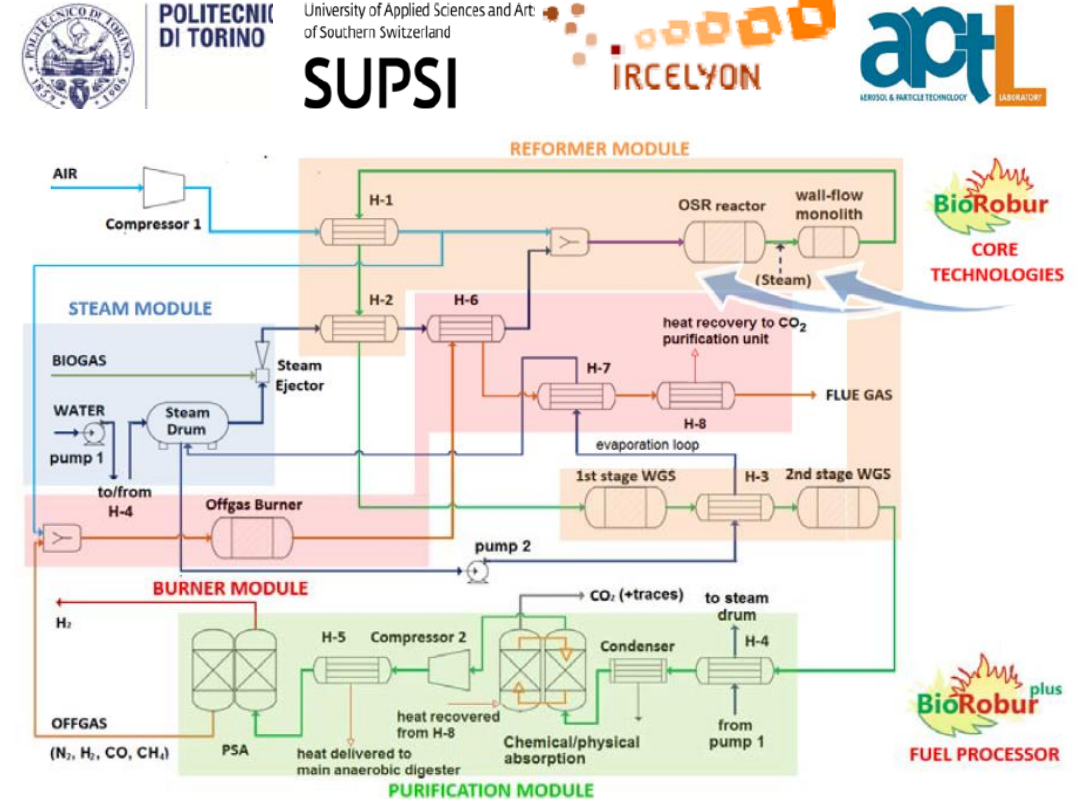 POLITECNI
DI TORINO
University of Applied Sciences and Art
of Southern Switzerland
SUPSI
iRCELYON
aptL
AEROSOL & PARTICLE TECHNOLOGY
LABORATORY
REFORMER MODULE
AIR
Compressor 1
H-1
OSR reactor
wall-flow
monolith
BioRobur
CORE
TECHNOLOGIES
(Steam)
STEAM MODULE
H-2
H-6
heat recovery to CO2
purification unit
BIOGAS
Steam
Ejector
H-7
FLUE GAS
WATER
Steam
Drum
pump 1
H-8
evaporation loop
to/from
H-4
1st stage WGS
H-3
2nd stage WGS
Offgas Burner
pump 2
BURNER MODULE
CO2 (+traces)
to steam
drum
H2
H-5
Compressor 2
Condenser
H-4
BioRobur plus
FUEL PROCESSOR
OFFGAS
(N2, H2, CO, CH4)
PSA
heat recovered
from H-8
heat delivered to
main anaerobic digester
Chemical/physical
absorption
from
pump 1
PURIFICATION MODULE